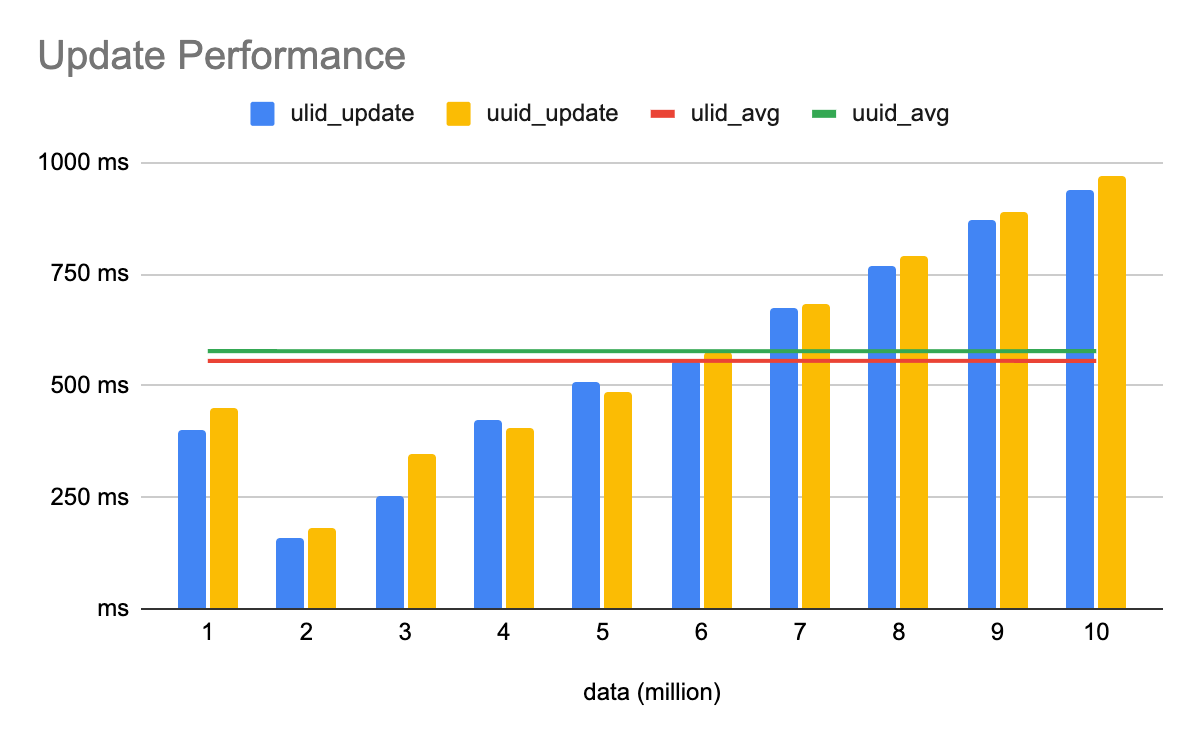 Update Performance
ulid_update uuid_update ulid_avg uuid_avg
1000 ms
750 ms
500 ms
250 ms
ms
1 2 3 4 5 6 7 8 9 10
data (million)